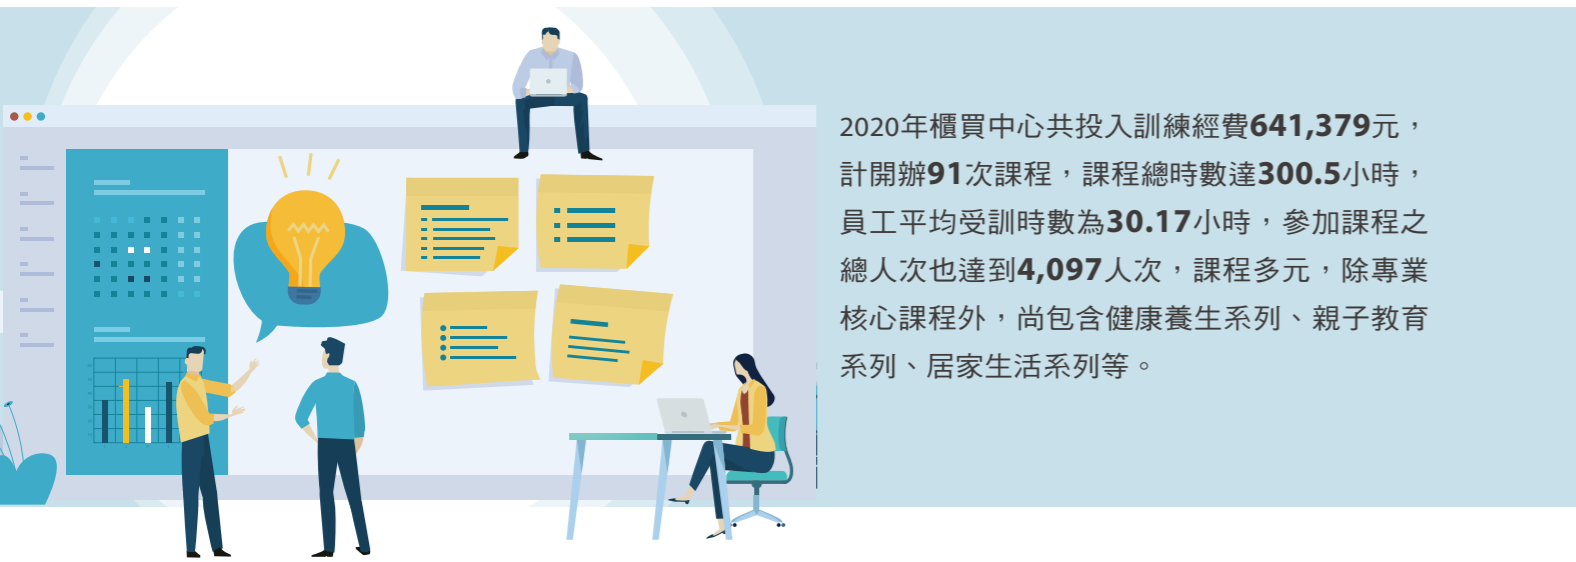 2020年櫃買中心共投入訓練經費641,379元，
計開辦91次課程，課程總時數達300.5小時，
員工平均受訓時數為30.17小時，參加課程之
總人次也達到4,097人次，課程多元，除專業
核心課程外，尚包含健康養生系列、親子教育
系列、居家生活系列等。